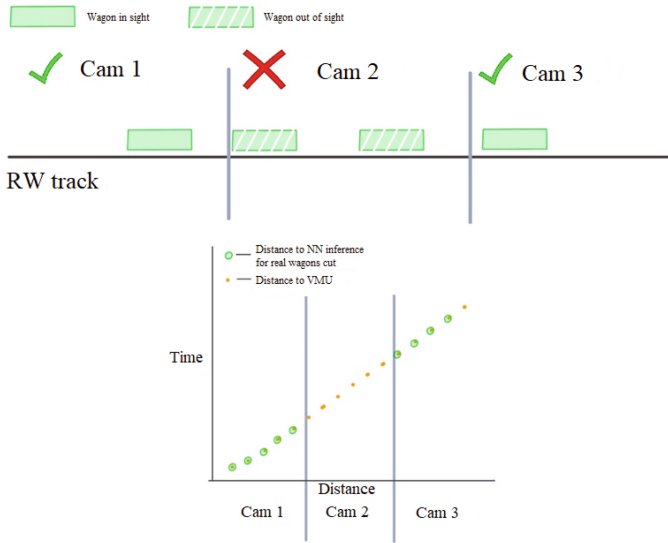 Wagon in sight
Wagon out of sight
Cam 1
Cam 2
Cam 3
RW track
Distance to NN inference
for real wagons cut
Distance to VMU
Time
Distance
Cam 1
Cam 2
Cam 3